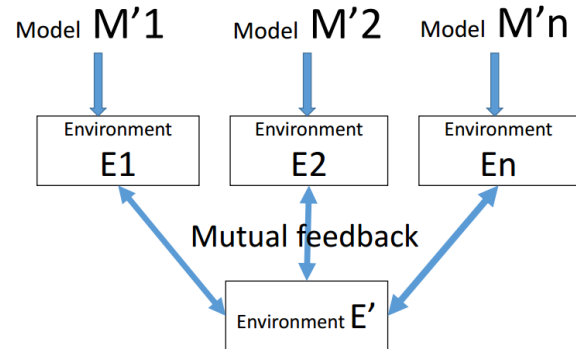 Model M'1
Model M'2
Model M'n
Environment
E1
Environment
E2
Environment
En
Mutual feedback
Environment E'